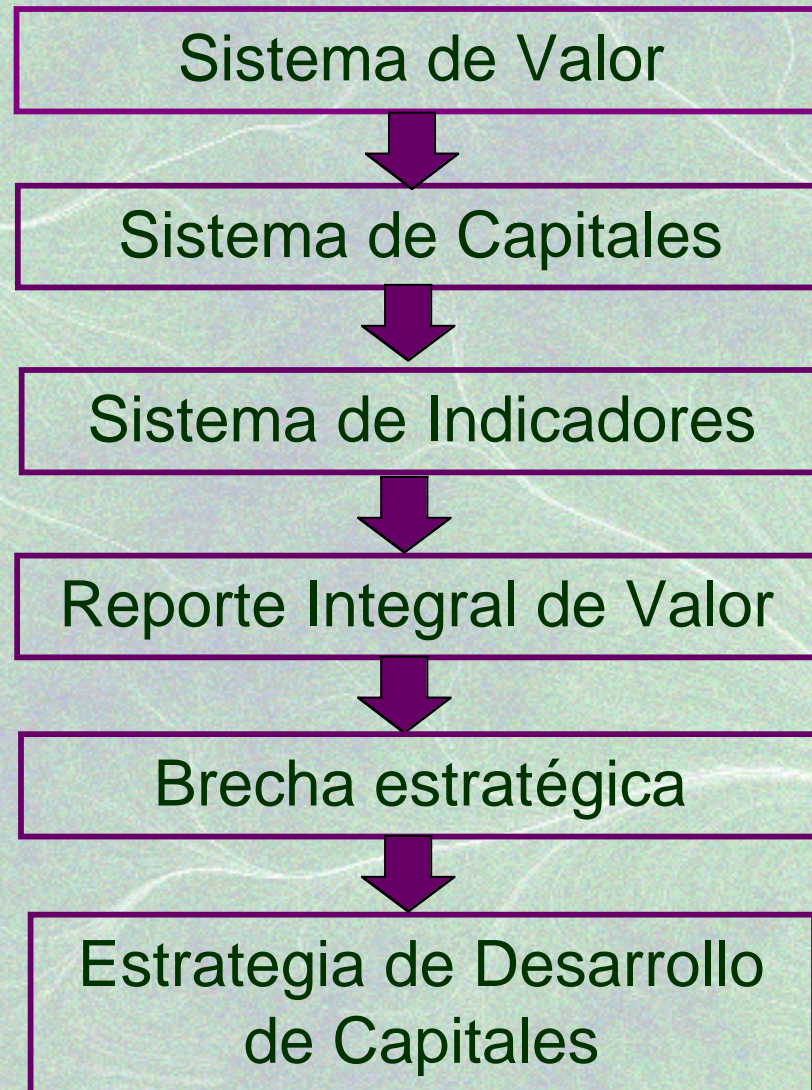 Sistema de Valor
Sistema de Capitales
Sistema de Indicadores
Reporte Integral de Valor
Brecha estratégica
Estrategia de Desarrollo
de Capitales